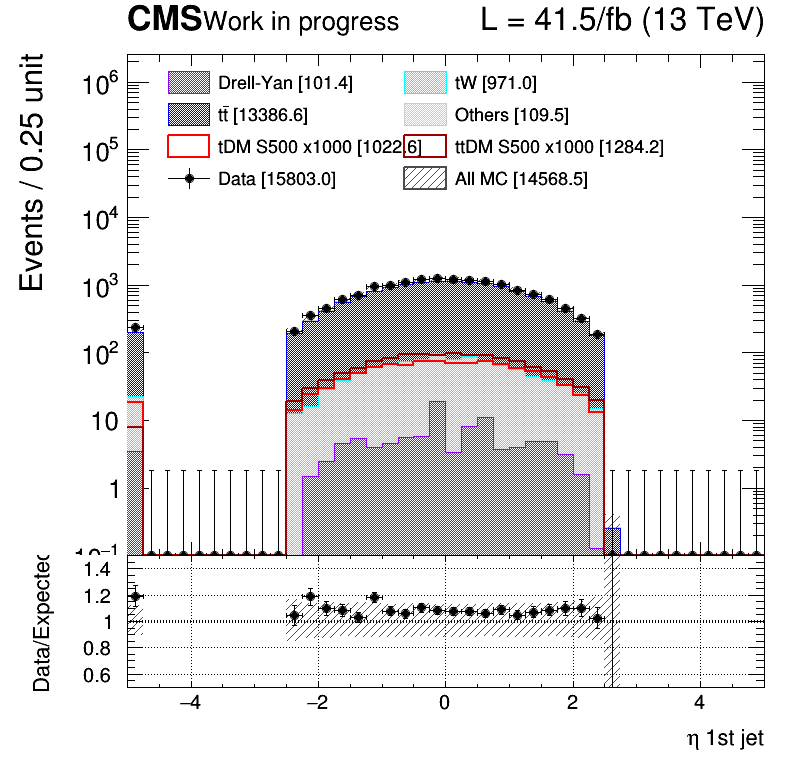 CMS Work in progress L = 41.5/fb (13 TeV)
Events / 0.25 unit
10⁶
10⁵
10⁴
10³
10²
10
1
10⁻¹
Drell-Yan [101.4] tW [971.0]
tt̄ [13386.6] Others [109.5]
tDM S500 x1000 [1022.6] ttDM S500 x1000 [1284.2]
Data [15803.0] All MC [14568.5]
Data/Expected
1.4
1.2
1
0.8
0.6
−4 −2 0 2 4
η 1st jet